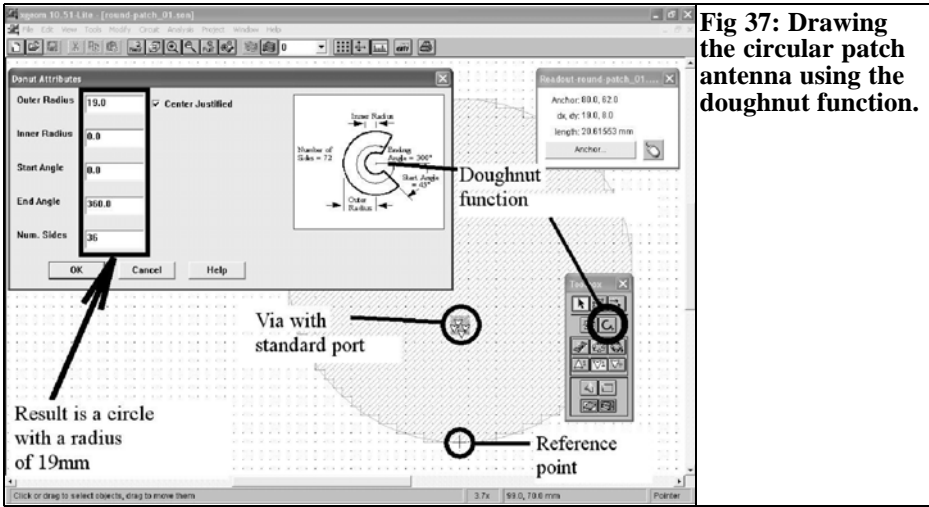 xgeom 10.51-Lite - [round-patch_01.son]
File Edit View Tools Modify Circuit Analysis Project Window Help
0
Donut Attributes
Outer Radius 19.0
Center Justified
Inner Radius 0.0
Start Angle 0.0
End Angle 360.0
Num. Sides 36
OK Cancel Help
Inner Radius
Number of
Sides = 72
Ending
Angle = 300°
Start Angle
= 45°
Outer
Radius
Readout-round-patch_01....
Anchor: 80.0, 62.0
dx, dy: 19.0, 8.0
length: 20.61553 mm
Anchor...
Doughnut
function
Toolbox
Via with
standard port
Result is a circle
with a radius
of 19mm
Reference
point
Click or drag to select objects, drag to move them
3.7x
99.0, 70.0 mm
Pointer
Fig 37: Drawing
the circular patch
antenna using the
doughnut function.